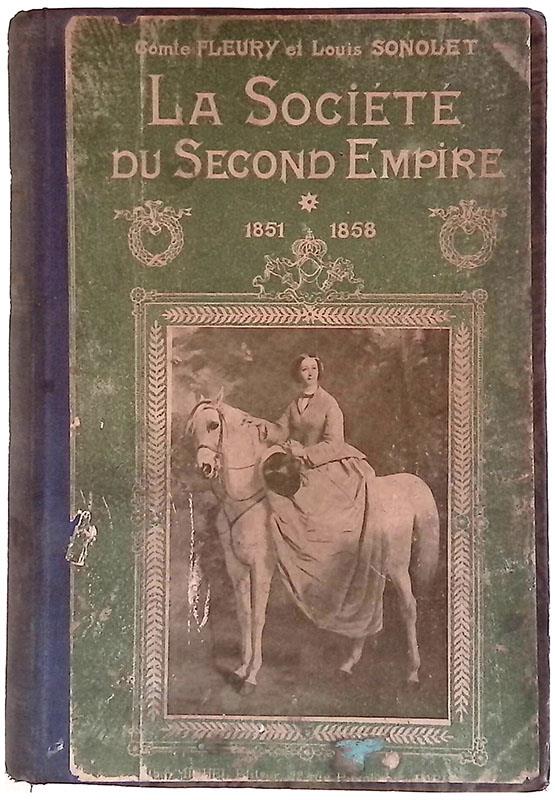 Comte FLEURY et Louis SONOLET
LA SOCIÉTÉ
DU SECOND EMPIRE
1851 1858